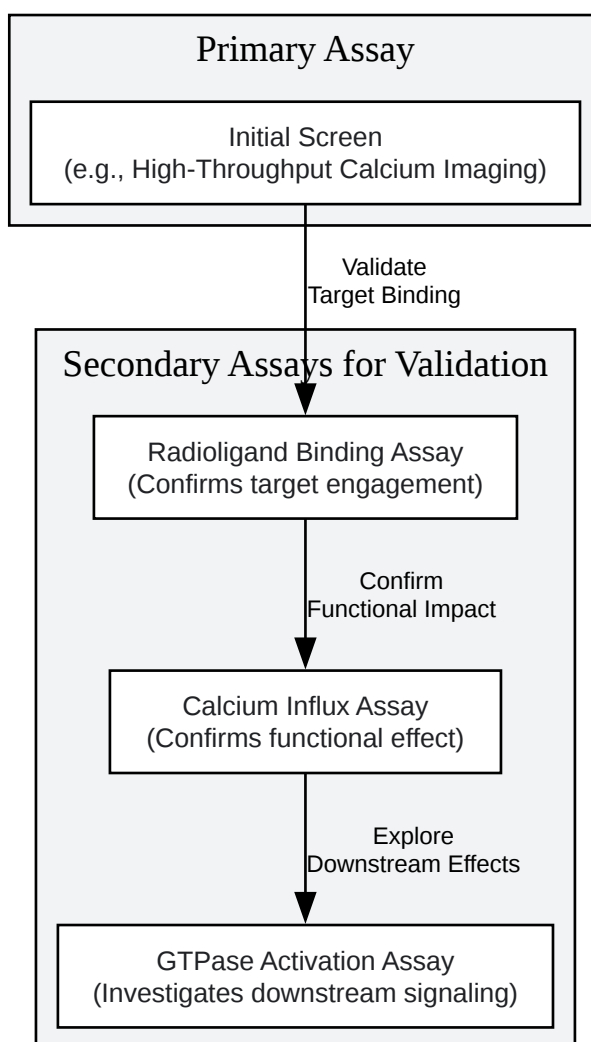 Primary Assay
Initial Screen
(e.g., High-Throughput Calcium Imaging)
Validate
Target Binding
Secondary Assays for Validation
Radioligand Binding Assay
(Confirms target engagement)
Confirm
Functional Impact
Calcium Influx Assay
(Confirms functional effect)
Explore
Downstream Effects
GTPase Activation Assay
(Investigates downstream signaling)